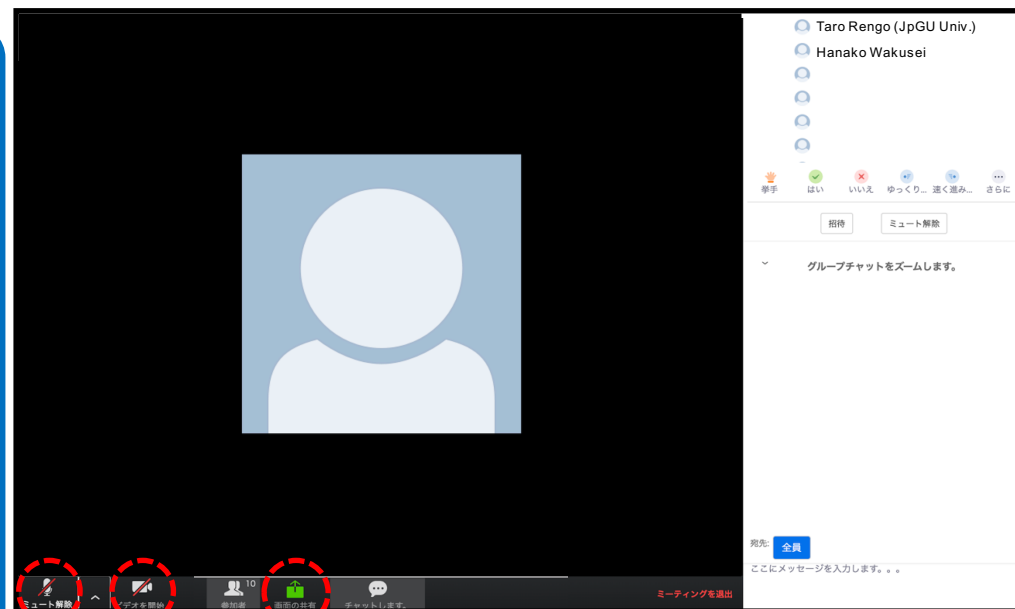 Taro Rengo (JpGU Univ.)
Hanako Wakusei
挙手 はい いいえ ゆっくり... 速く進み... さらに
招待 ミュート解除
グループチャットをズームします。
宛先: 全員
ここにメッセージを入力します。。。
ミュート解除 ビデオを開始 参加者 10 画面の共有 チャットします。 ミーティングを退出